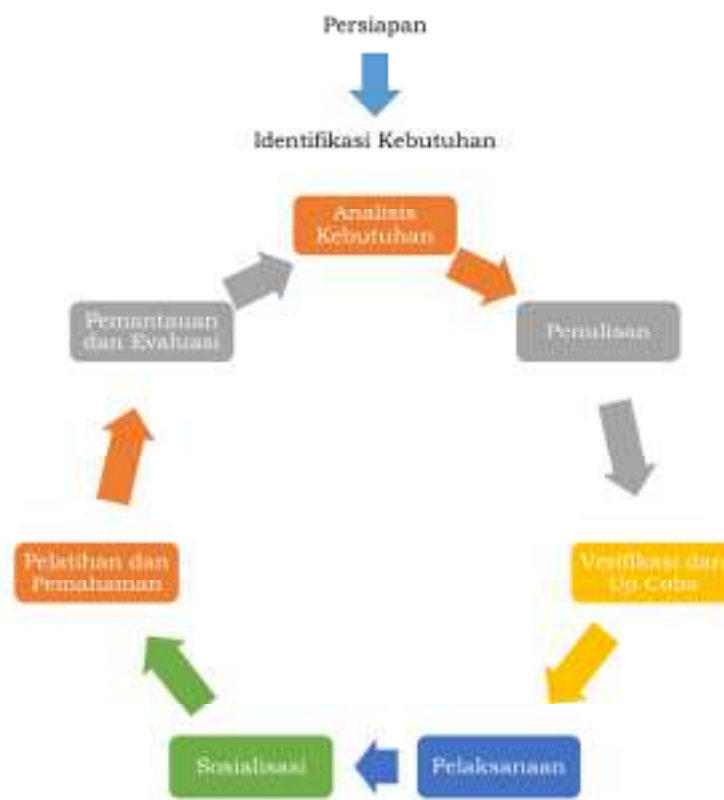 Persiapan
Identifikasi Kebutuhan
Analisis
Kebutuhan
Penulisan
Verifikasi dan
Uji Coba
Pelaksanaan
Sosialisasi
Pelatihan dan
Pemahaman
Pemantauan
dan Evaluasi